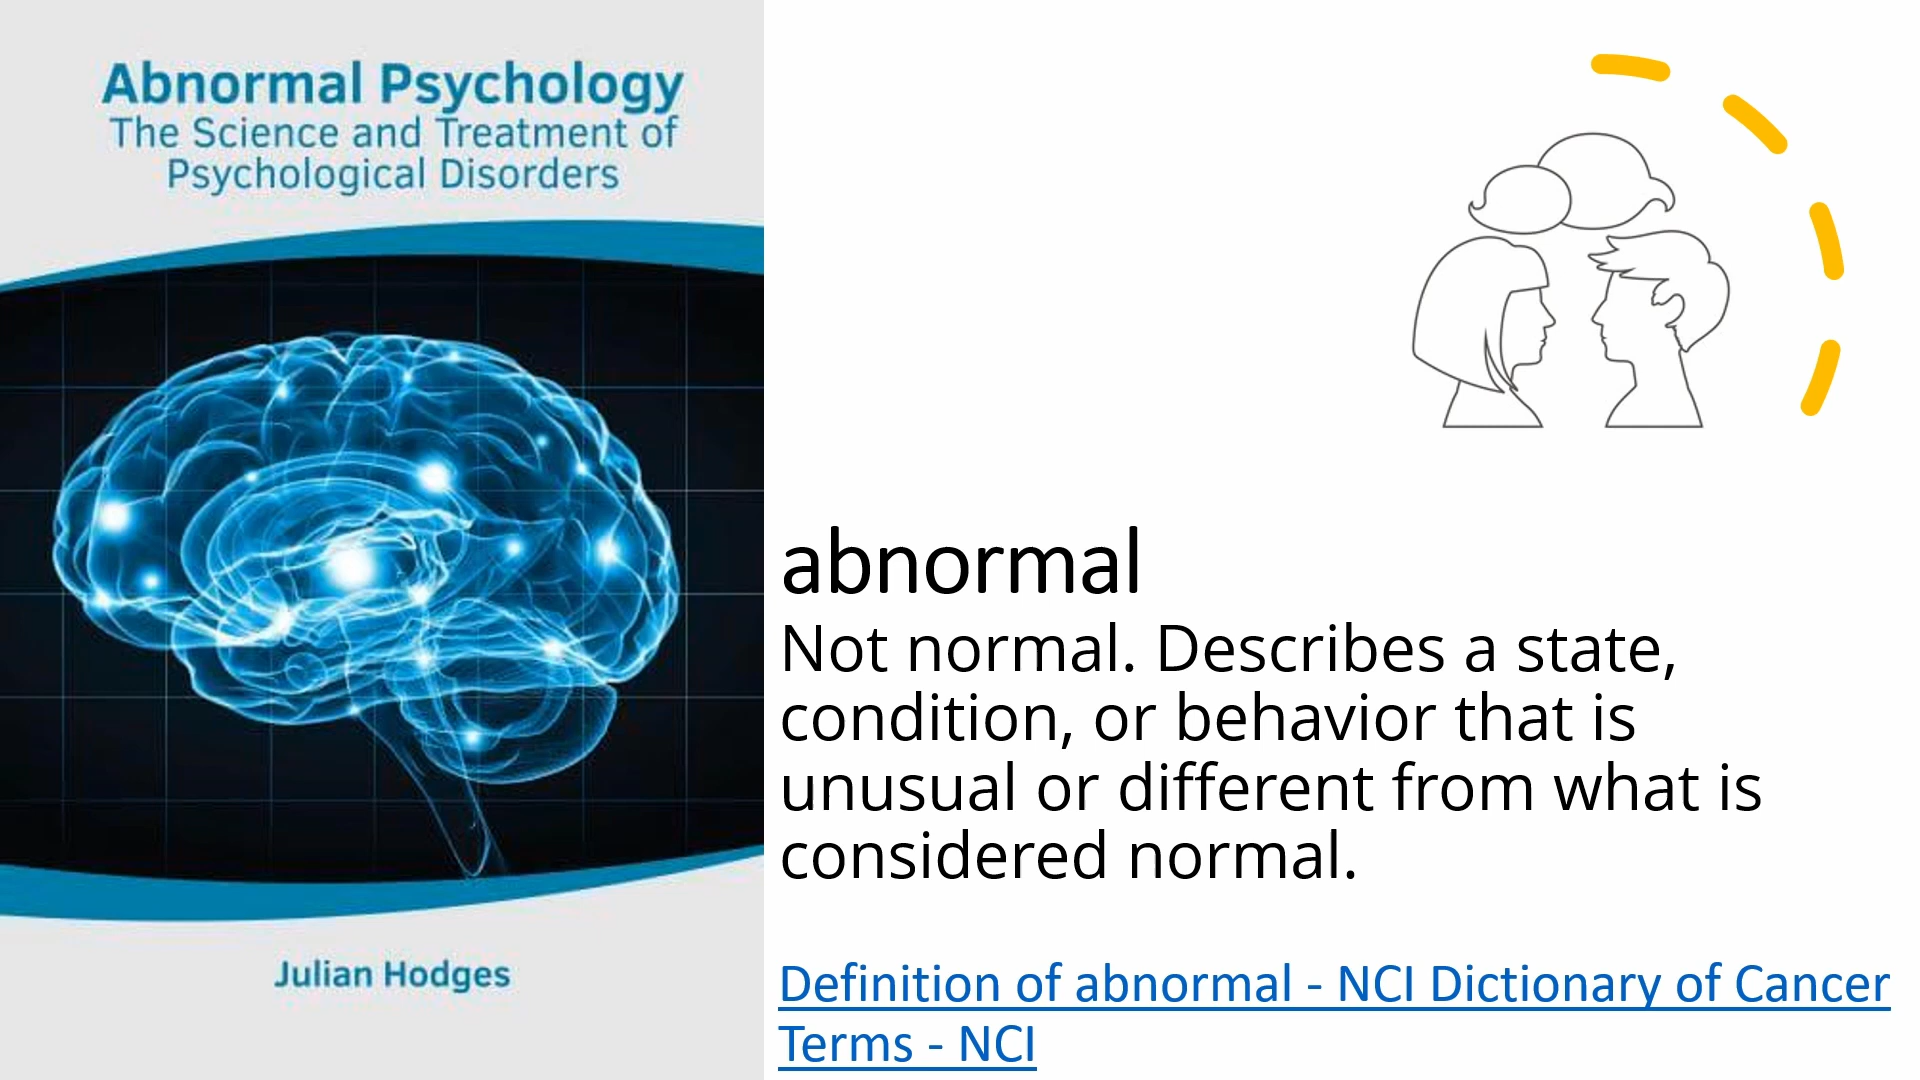 Abnormal Psychology
The Science and Treatment of
Psychological Disorders
Julian Hodges
abnormal
Not normal. Describes a state,
condition, or behavior that is
unusual or different from what is
considered normal.
Definition of abnormal - NCI Dictionary of Cancer
Terms - NCI